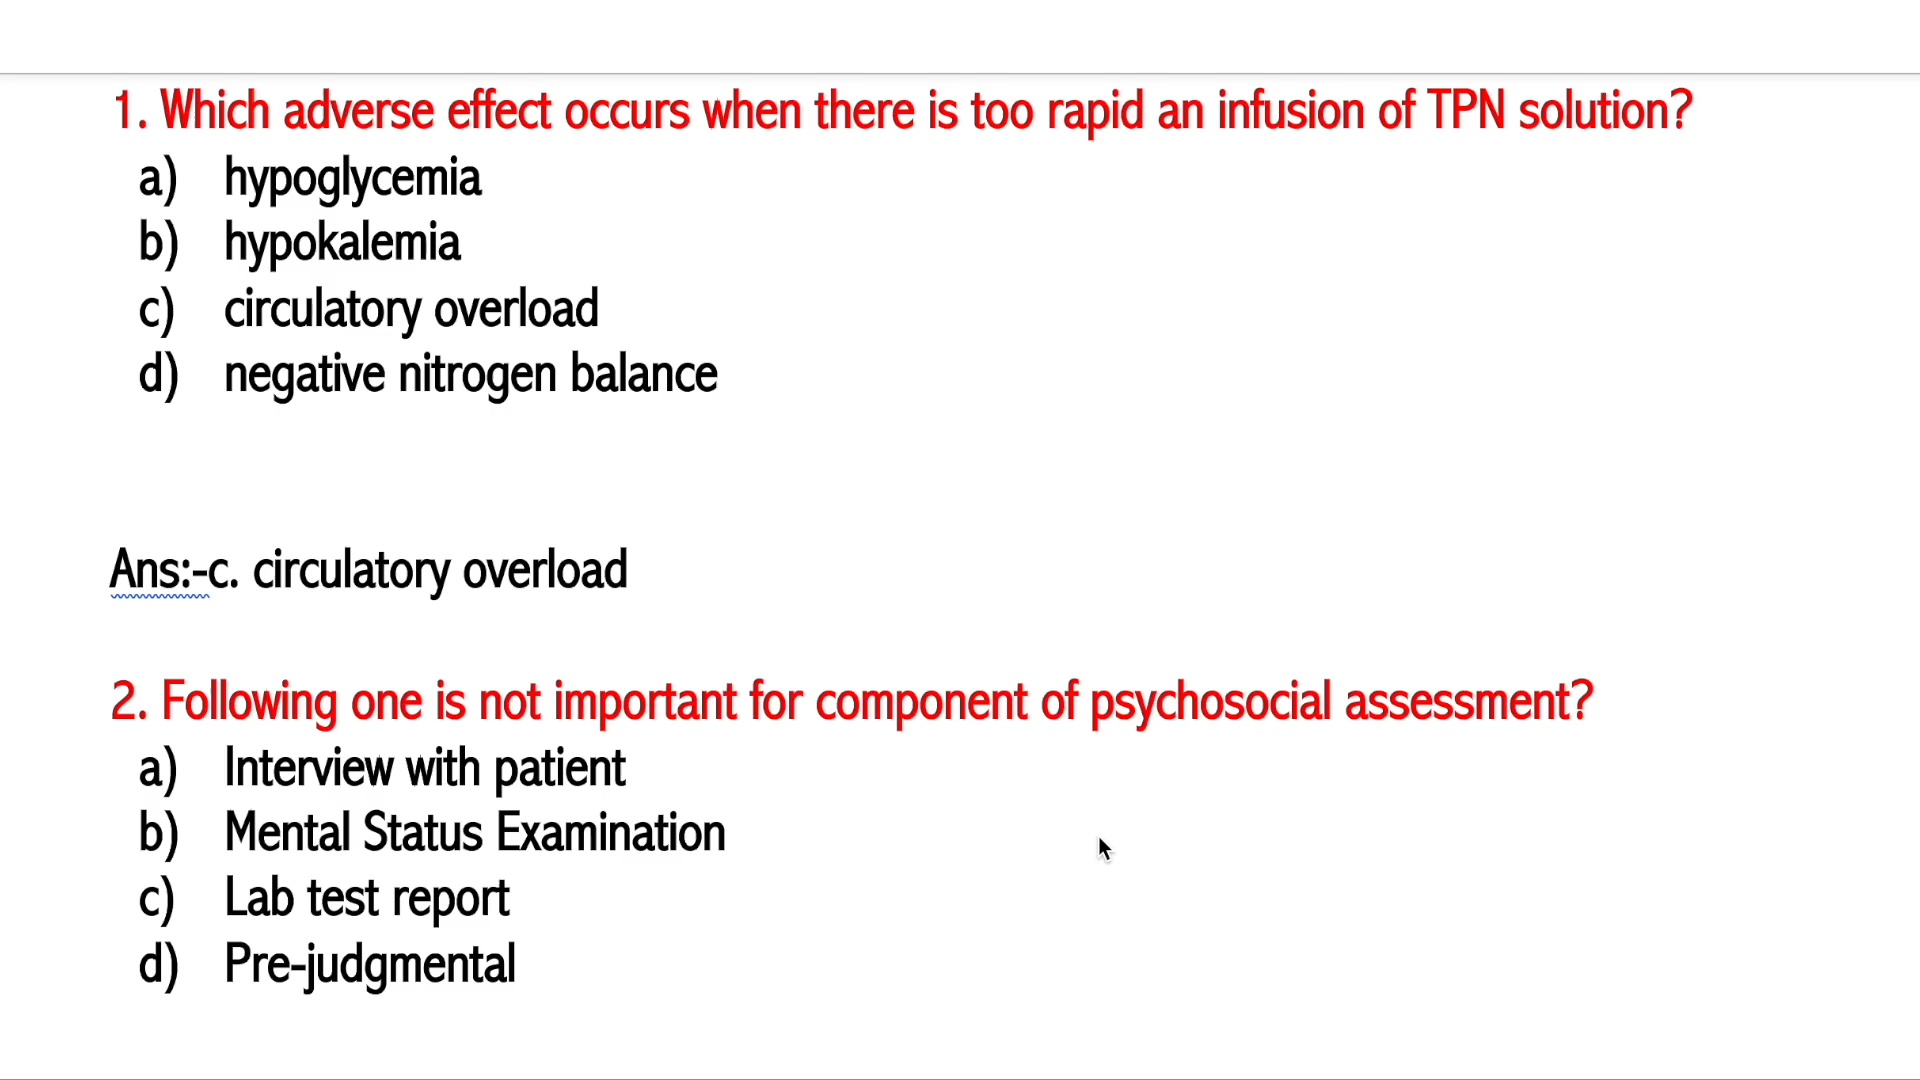 1. Which adverse effect occurs when there is too rapid an infusion of TPN solution?
a) hypoglycemia
b) hypokalemia
c) circulatory overload
d) negative nitrogen balance
Ans:-c. circulatory overload
2. Following one is not important for component of psychosocial assessment?
a) Interview with patient
b) Mental Status Examination
c) Lab test report
d) Pre-judgmental